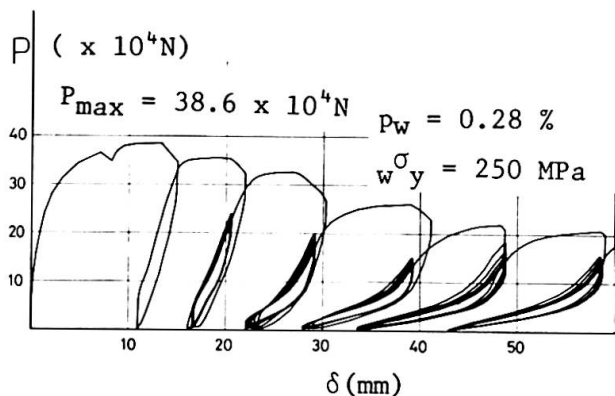 P ( x 10⁴N)
Pmax = 38.6 x 10⁴N
pw = 0.28 %
wσy = 250 MPa
40
30
20
10
10 20 30 40 50
δ(mm)